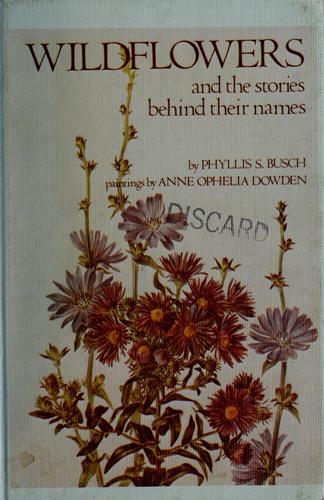 WILDFLOWERS
and the stories
behind their names
by PHYLLIS S. BUSCH
paintings by ANNE OPHELIA DOWDEN
DISCARD